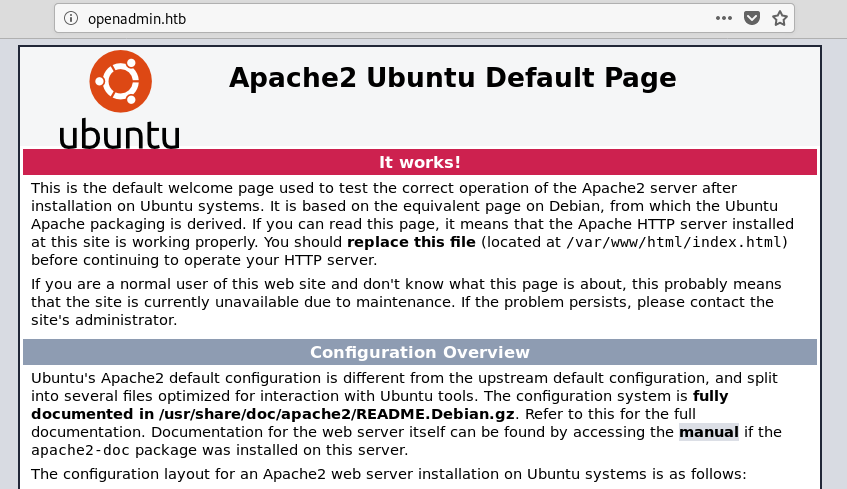 openadmin.htb
Apache2 Ubuntu Default Page
ubuntu
It works!
This is the default welcome page used to test the correct operation of the Apache2 server after
installation on Ubuntu systems. It is based on the equivalent page on Debian, from which the Ubuntu
Apache packaging is derived. If you can read this page, it means that the Apache HTTP server installed
at this site is working properly. You should replace this file (located at /var/www/html/index.html)
before continuing to operate your HTTP server.
If you are a normal user of this web site and don't know what this page is about, this probably means
that the site is currently unavailable due to maintenance. If the problem persists, please contact the
site's administrator.
Configuration Overview
Ubuntu's Apache2 default configuration is different from the upstream default configuration, and split
into several files optimized for interaction with Ubuntu tools. The configuration system is fully
documented in /usr/share/doc/apache2/README.Debian.gz. Refer to this for the full
documentation. Documentation for the web server itself can be found by accessing the manual if the
apache2-doc package was installed on this server.
The configuration layout for an Apache2 web server installation on Ubuntu systems is as follows: